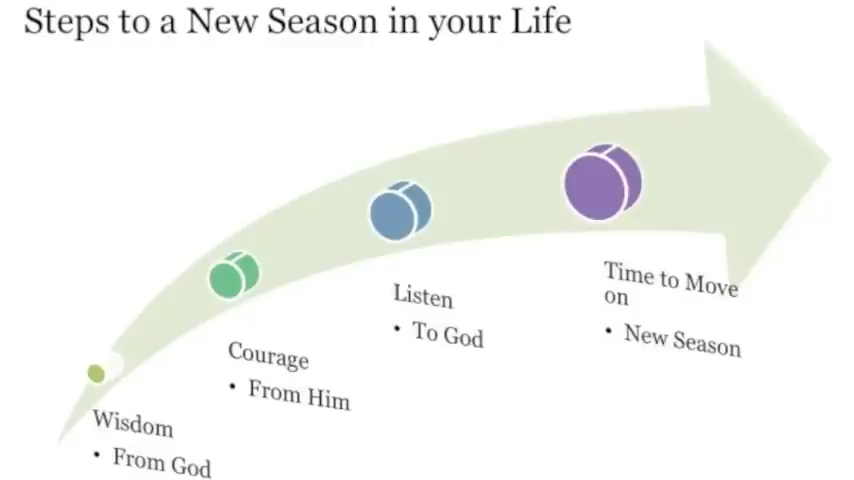 Steps to a New Season in your Life
Wisdom
• From God
Courage
• From Him
Listen
• To God
Time to Move
on
• New Season